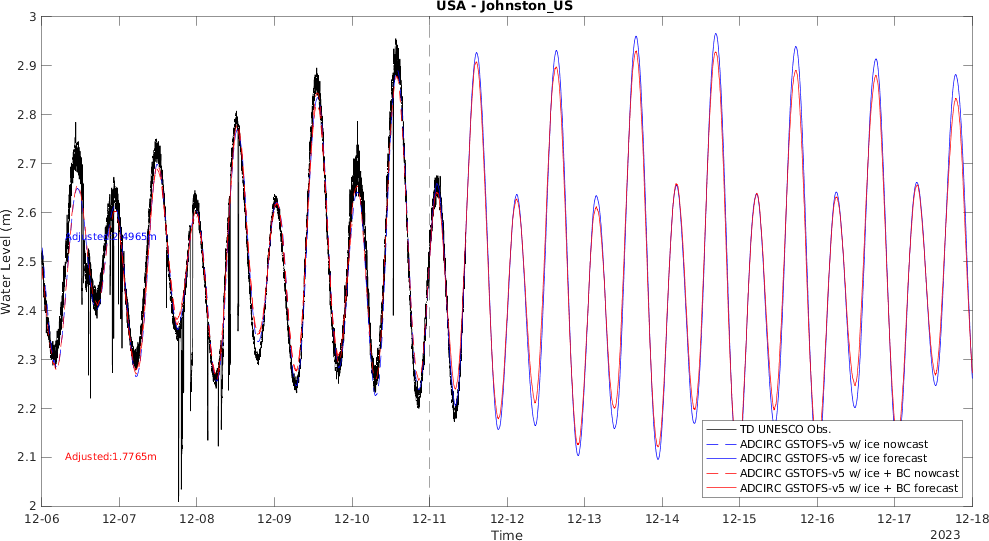 USA - Johnston_US
3
2.9
2.8
2.7
2.6
2.5
2.4
2.3
2.2
2.1
2
Water Level (m)
Adjusted:2.4965m
Adjusted:1.7765m
TD UNESCO Obs.
ADCIRC GSTOFS-v5 w/ ice nowcast
ADCIRC GSTOFS-v5 w/ ice forecast
ADCIRC GSTOFS-v5 w/ ice + BC nowcast
ADCIRC GSTOFS-v5 w/ ice + BC forecast
12-06 12-07 12-08 12-09 12-10 12-11 12-12 12-13 12-14 12-15 12-16 12-17 12-18
Time
2023